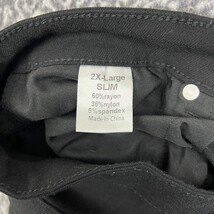 2X-Large
SLIM
60%rayon
35%nylon
5%spandex
Made in China